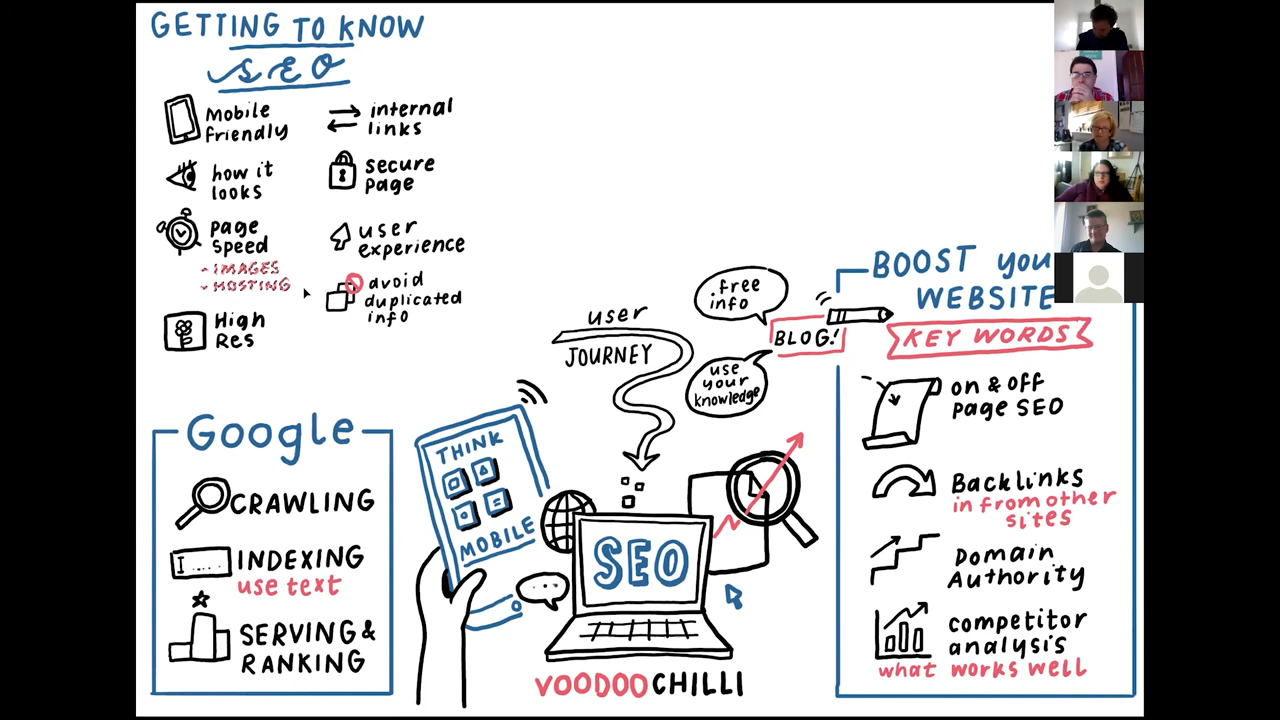 GETTING TO KNOW
SEO
Mobile
friendly
how it
looks
page
speed
- IMAGES
- HOSTING
High
Res
internal
links
secure
page
user
experience
avoid
duplicated
info
Google
CRAWLING
INDEXING
use text
SERVING &
RANKING
THINK
MOBILE
user
JOURNEY
free
info
BLOG!
use
your
knowledge
SEO
VOODOO CHILLI
BOOST you
WEBSITE
KEY WORDS
on & off
page SEO
Backlinks
in from other
sites
Domain
Authority
competitor
analysis
what works well